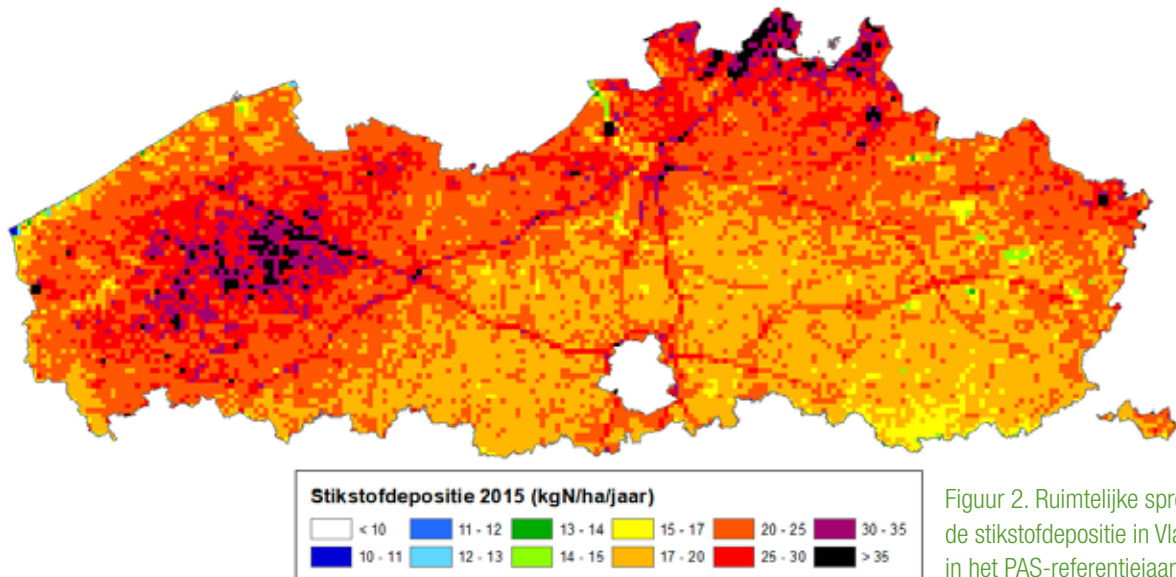 Stikstofdepositie 2015 (kgN/ha/jaar)
< 10 11 - 12 13 - 14 15 - 17 20 - 25 30 - 35
10 - 11 12 - 13 14 - 15 17 - 20 25 - 30 > 35
Figuur 2. Ruimtelijke spre
de stikstofdepositie in Vla
in het PAS-referentiejaar